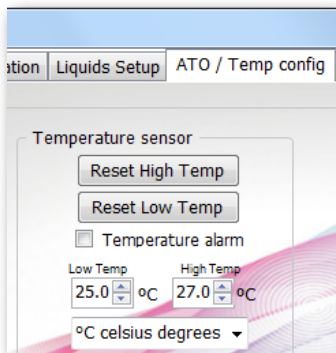 ation Liquids Setup ATO / Temp config
Temperature sensor
Reset High Temp
Reset Low Temp
Temperature alarm
Low Temp High Temp
25.0 ºC 27.0 ºC
ºC celsius degrees